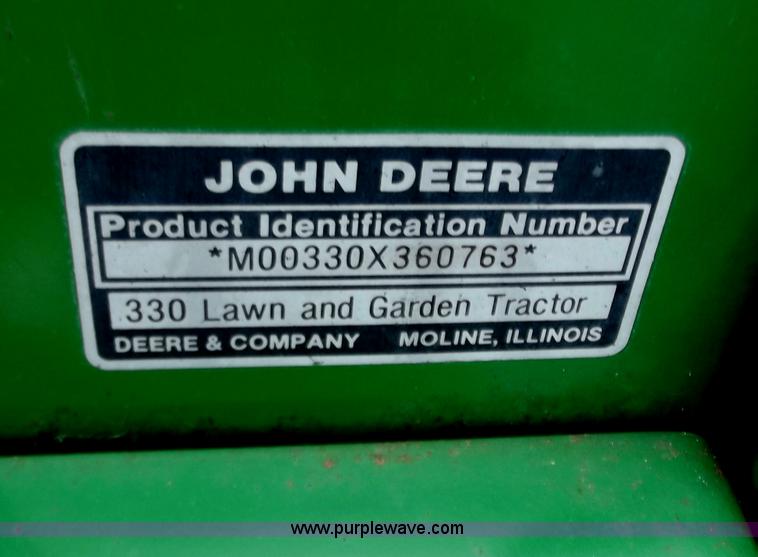 JOHN DEERE
Product Identification Number
*M00330X360763*
330 Lawn and Garden Tractor
DEERE & COMPANY MOLINE, ILLINOIS
www.purplewave.com